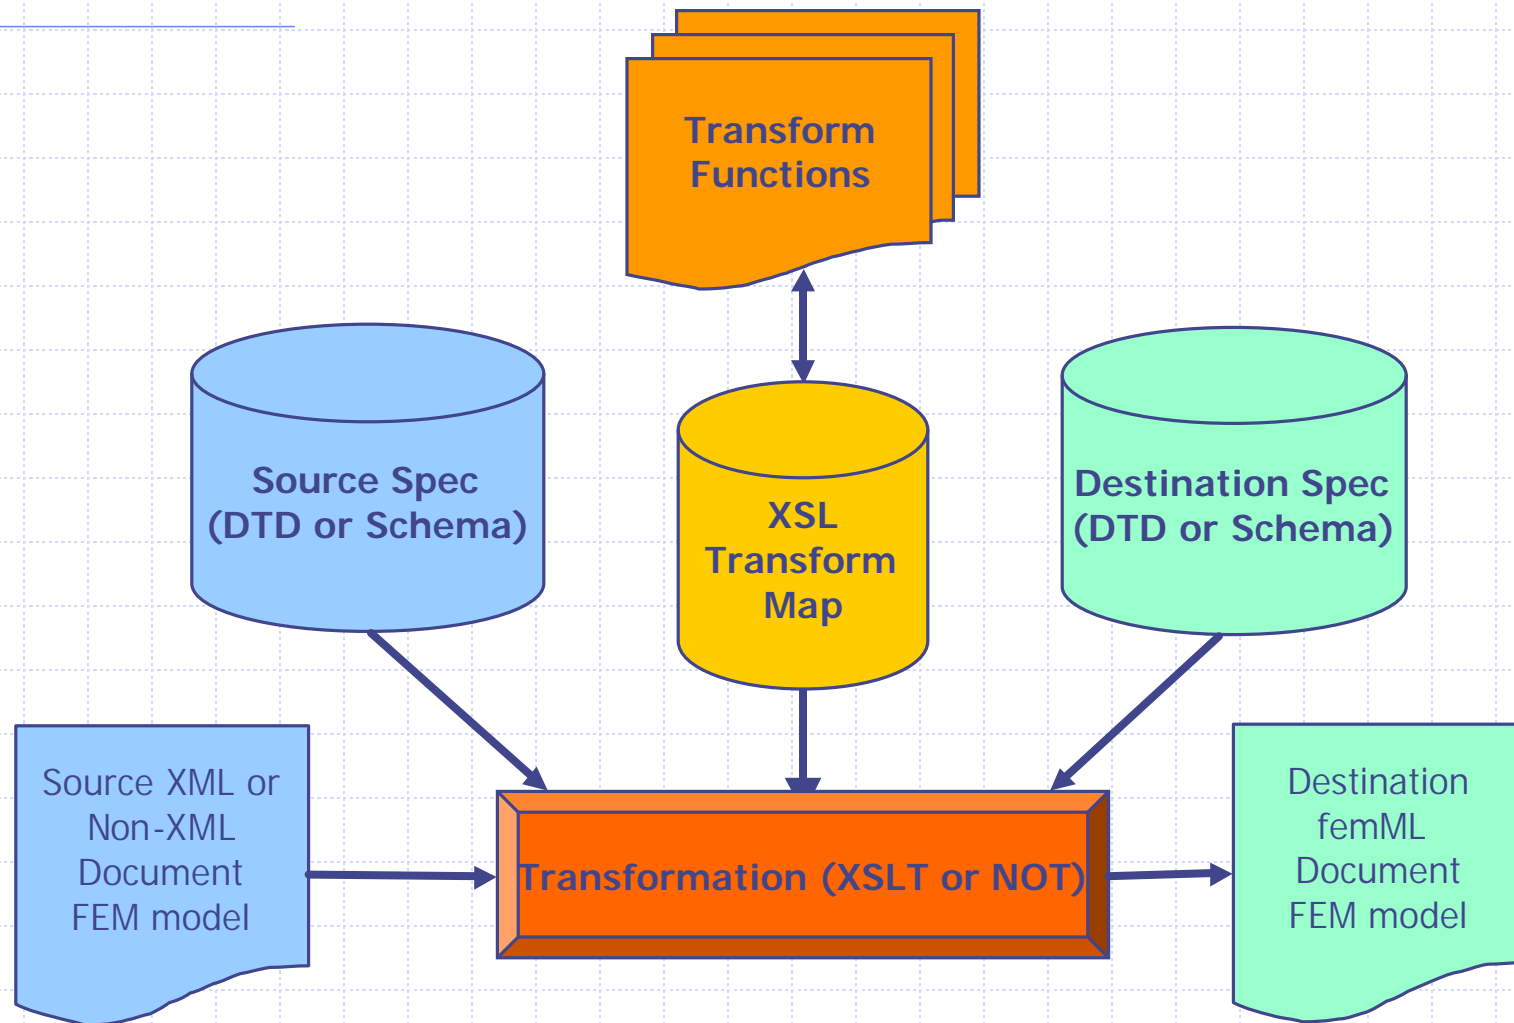 Transform
Functions
Source Spec
(DTD or Schema)
XSL
Transform
Map
Destination Spec
(DTD or Schema)
Source XML or
Non-XML
Document
FEM model
Transformation (XSLT or NOT)
Destination
femML
Document
FEM model